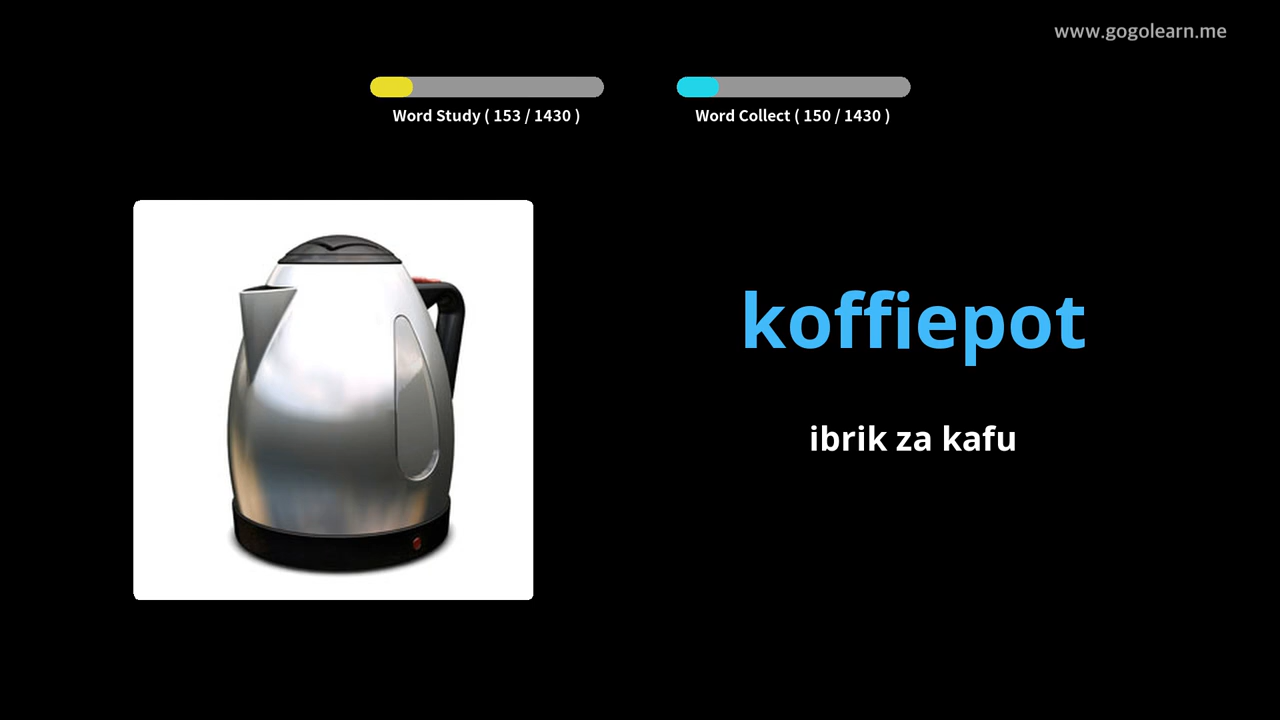 www.gogolearn.me
Word Study ( 153 / 1430 )
Word Collect ( 150 / 1430 )
koffiepot
ibrik za kafu